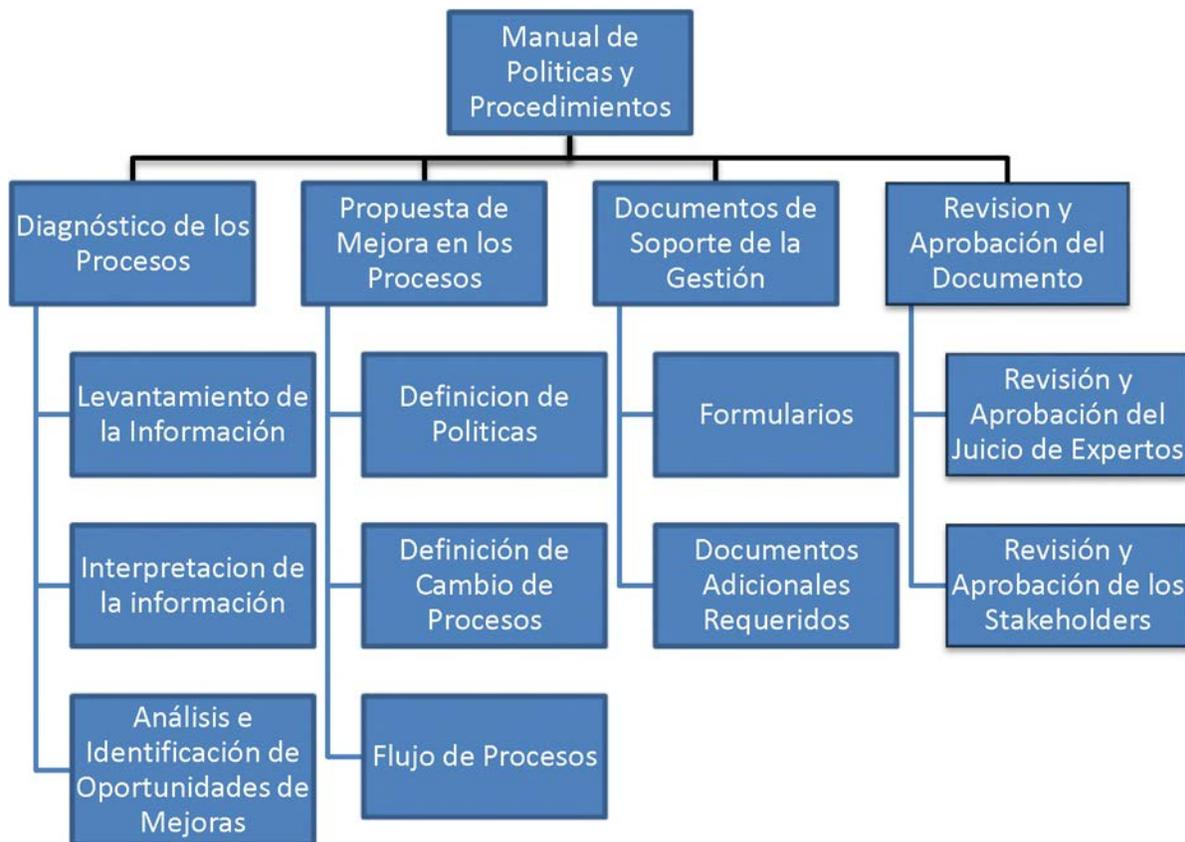 Manual de
Politicas y
Procedimientos
Diagnóstico de los
Procesos
Propuesta de
Mejora en los
Procesos
Documentos de
Soporte de la
Gestión
Revision y
Aprobación del
Documento
Levantamiento de
la Información
Interpretacion de
la información
Análisis e
Identificación de
Oportunidades de
Mejoras
Definicion de
Politicas
Definición de
Cambio de
Procesos
Flujo de Procesos
Formularios
Documentos
Adicionales
Requeridos
Revisión y
Aprobación del
Juicio de Expertos
Revisión y
Aprobación de los
Stakeholders